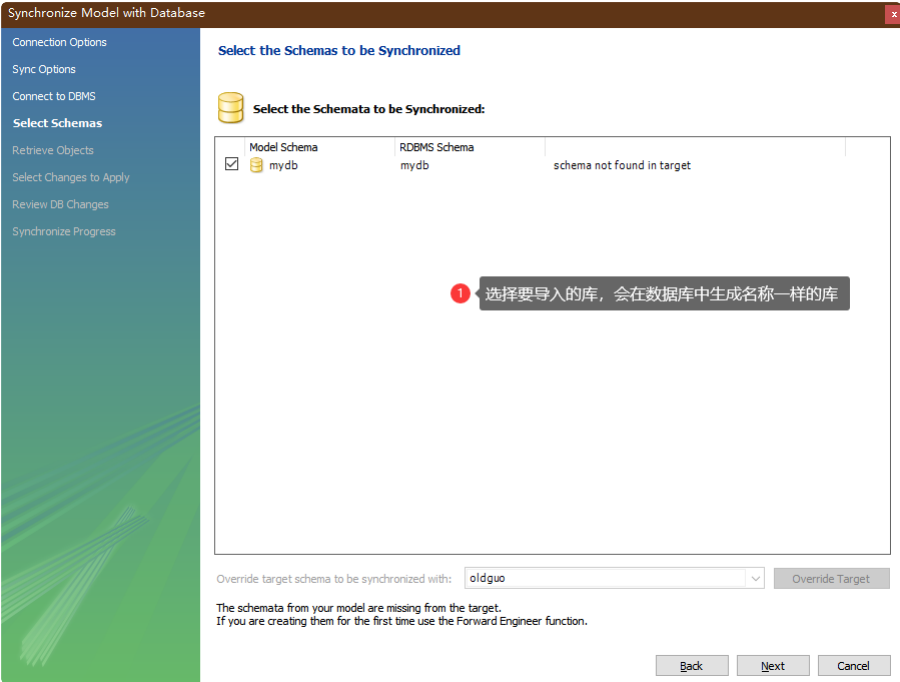 Synchronize Model with Database
x
Connection Options
Sync Options
Connect to DBMS
Select Schemas
Retrieve Objects
Select Changes to Apply
Review DB Changes
Synchronize Progress
Select the Schemas to be Synchronized
Select the Schemata to be Synchronized:
Model Schema RDBMS Schema
mydb mydb schema not found in target
1 选择要导入的库，会在数据库中生成名称一样的库
Override target schema to be synchronized with: oldguo Override Target
The schemata from your model are missing from the target.
If you are creating them for the first time use the Forward Engineer function.
Back Next Cancel